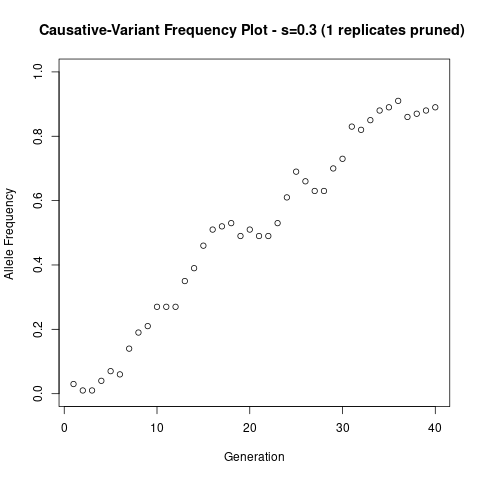 Causative-Variant Frequency Plot - s=0.3 (1 replicates pruned)
Allele Frequency
1.0
0.8
0.6
0.4
0.2
0.0
0 10 20 30 40
Generation